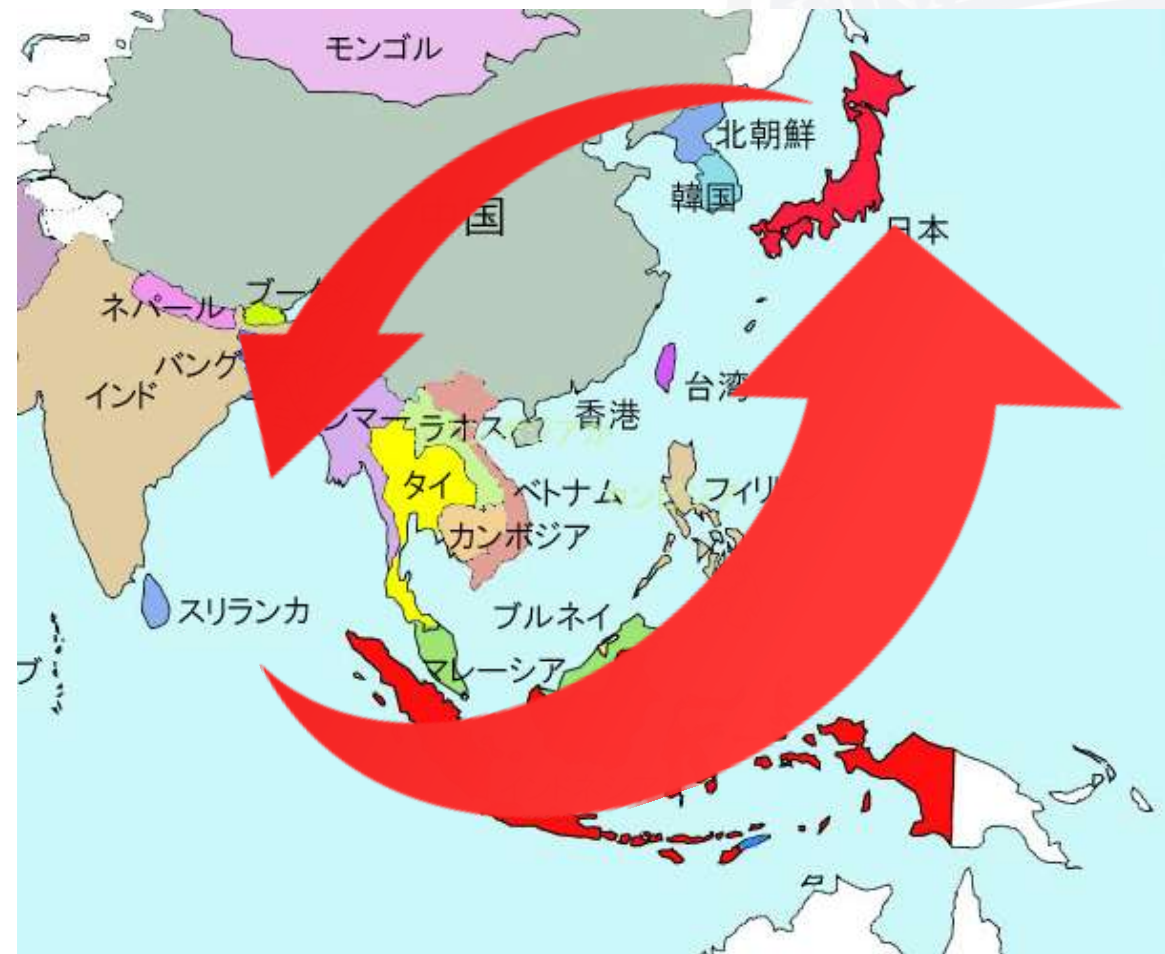 モンゴル
北朝鮮
韓国
国
日本
ネパール
ブー
バング
インド
台湾
香港
ンマー
ラオス
タイ
ベトナム
フィリ
カンボジア
スリランカ
ブルネイ
マレーシア
ブ